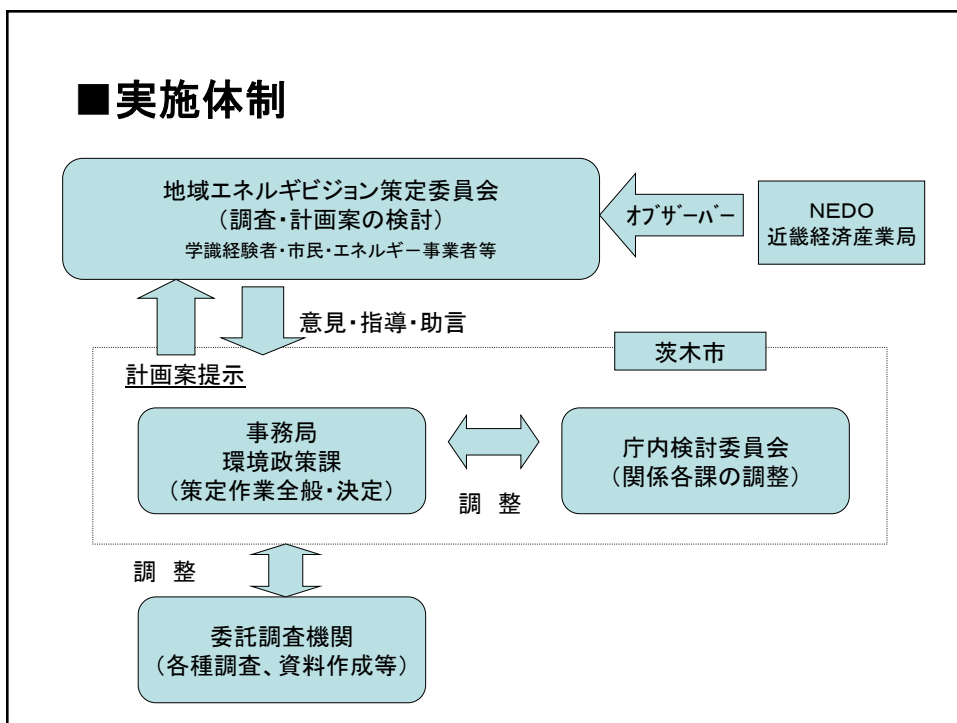 ■実施体制
地域エネルギビジョン策定委員会
（調査・計画案の検討）
学識経験者・市民・エネルギー事業者等
オブザーバー
NEDO
近畿経済産業局
意見・指導・助言
茨木市
計画案提示
事務局
環境政策課
（策定作業全般・決定）
調 整
庁内検討委員会
（関係各課の調整）
調 整
委託調査機関
（各種調査、資料作成等）